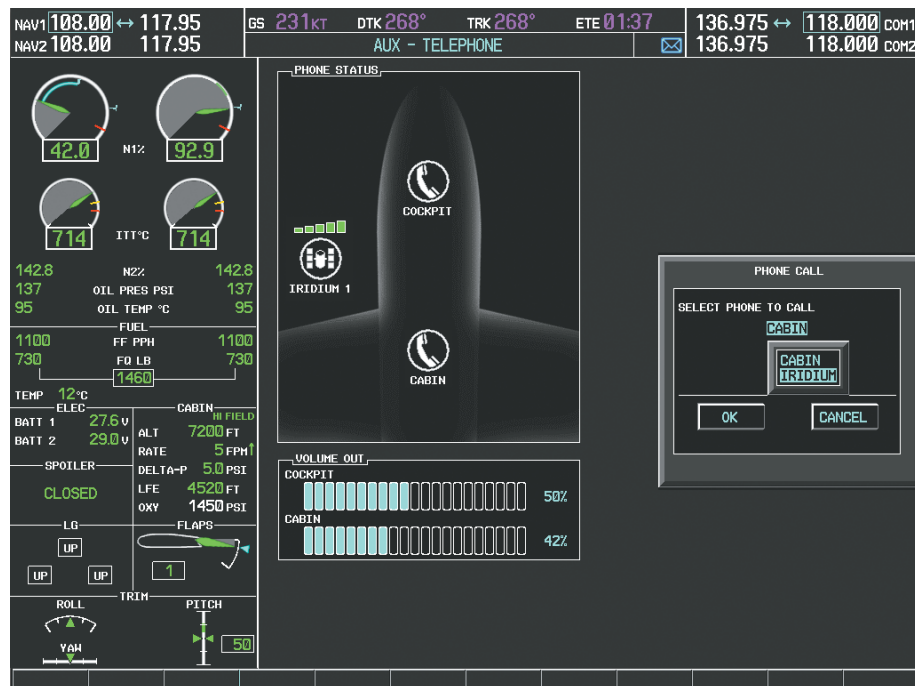 NAV1 108.00 ↔ 117.95 GS 231KT DTK 268° TRK 268° ETE 01:37 136.975 ↔ 118.000 COM1
NAV2 108.00 117.95 AUX - TELEPHONE 136.975 118.000 COM2
42.0 N1% 92.9
714 ITT°C 714
142.8 N2% 142.8
137 OIL PRES PSI 137
95 OIL TEMP °C 95
FUEL
1100 FF PPH 1100
730 FQ LB 730
1460
TEMP 12°C
ELEC
BATT 1 27.6 V
BATT 2 29.0 V
SPOILER
CLOSED
CABIN
HI FIELD
ALT 7200 FT
RATE 5 FPM↑
DELTA-P 5.0 PSI
LFE 4520 FT
OXY 1450 PSI
LG
UP
UP UP
FLAPS
1
TRIM
ROLL PITCH
YAW 50
PHONE STATUS
COCKPIT
IRIDIUM 1
CABIN
VOLUME OUT
COCKPIT
50%
CABIN
42%
PHONE CALL
SELECT PHONE TO CALL
CABIN
CABIN
IRIDIUM
OK CANCEL